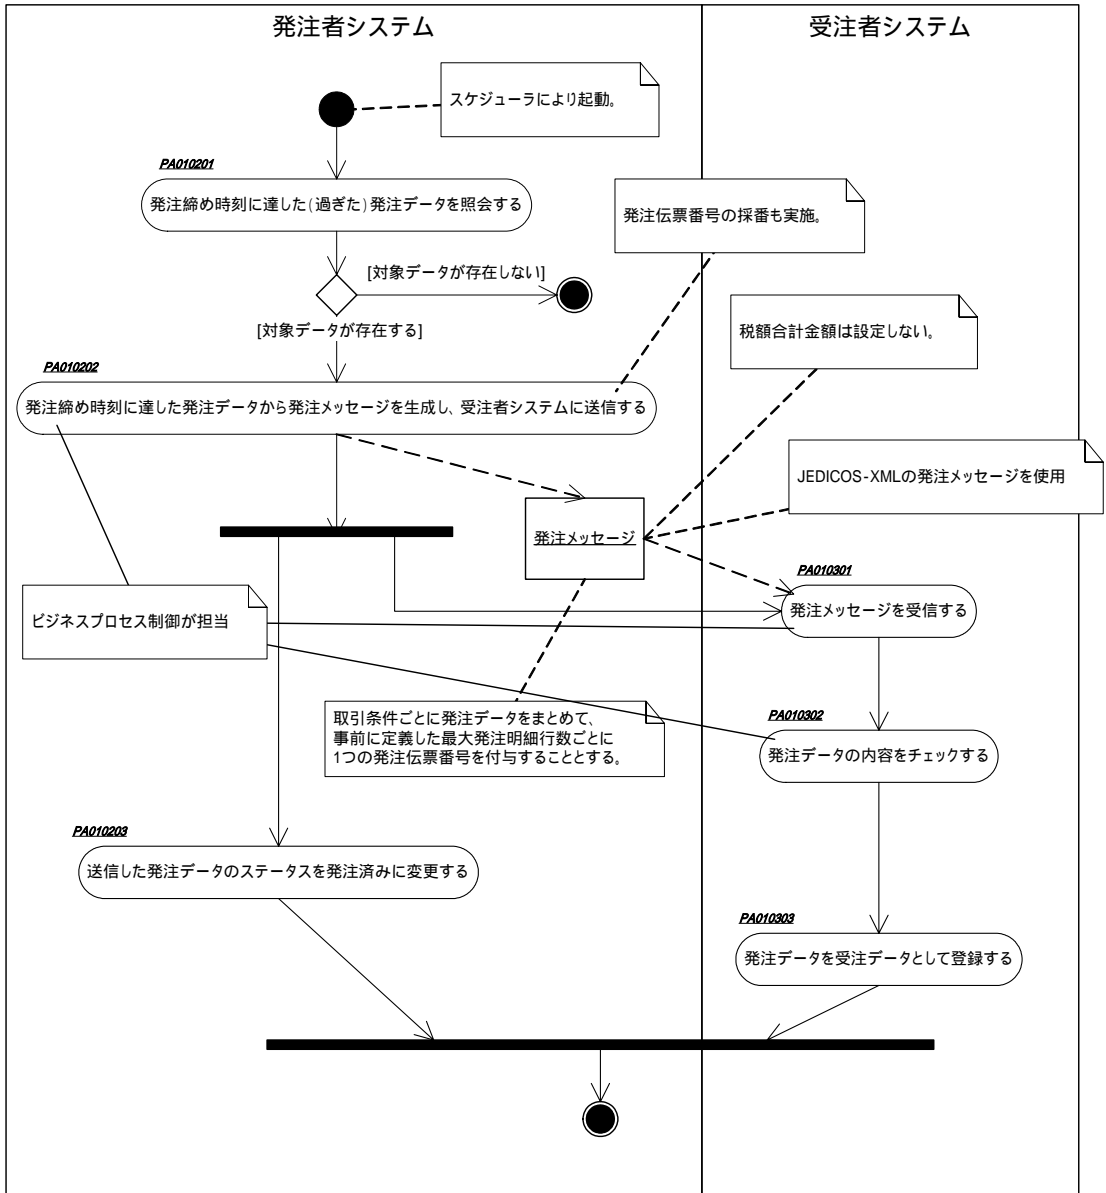 発注者システム
受注者システム
スケジューラにより起動。
PA010201
発注締め時刻に達した(過ぎた)発注データを照会する
発注伝票番号の採番も実施。
[対象データが存在しない]
[対象データが存在する]
税額合計金額は設定しない。
PA010202
発注締め時刻に達した発注データから発注メッセージを生成し、受注者システムに送信する
JEDICOS-XMLの発注メッセージを使用
発注メッセージ
PA010301
発注メッセージを受信する
ビジネスプロセス制御が担当
取引条件ごとに発注データをまとめて、
事前に定義した最大発注明細行数ごとに
1つの発注伝票番号を付与することとする。
PA010302
発注データの内容をチェックする
PA010203
送信した発注データのステータスを発注済みに変更する
PA010303
発注データを受注データとして登録する